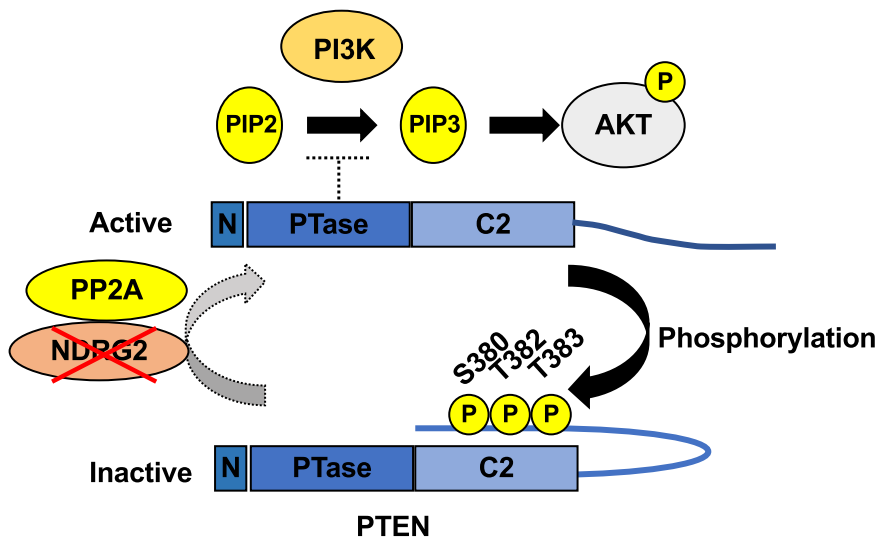 PI3K
PIP2
PIP3
AKT
P
Active
N
PTase
C2
PP2A
NDRG2
Phosphorylation
S380
T382
T383
P
P
P
Inactive
N
PTase
C2
PTEN